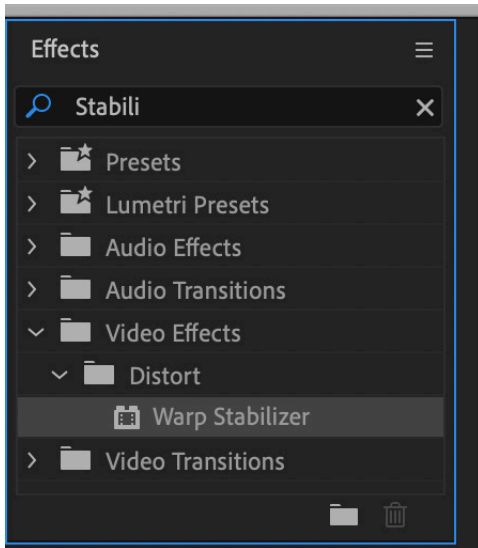 Effects
Stabili
Presets
Lumetri Presets
Audio Effects
Audio Transitions
Video Effects
Distort
Warp Stabilizer
Video Transitions